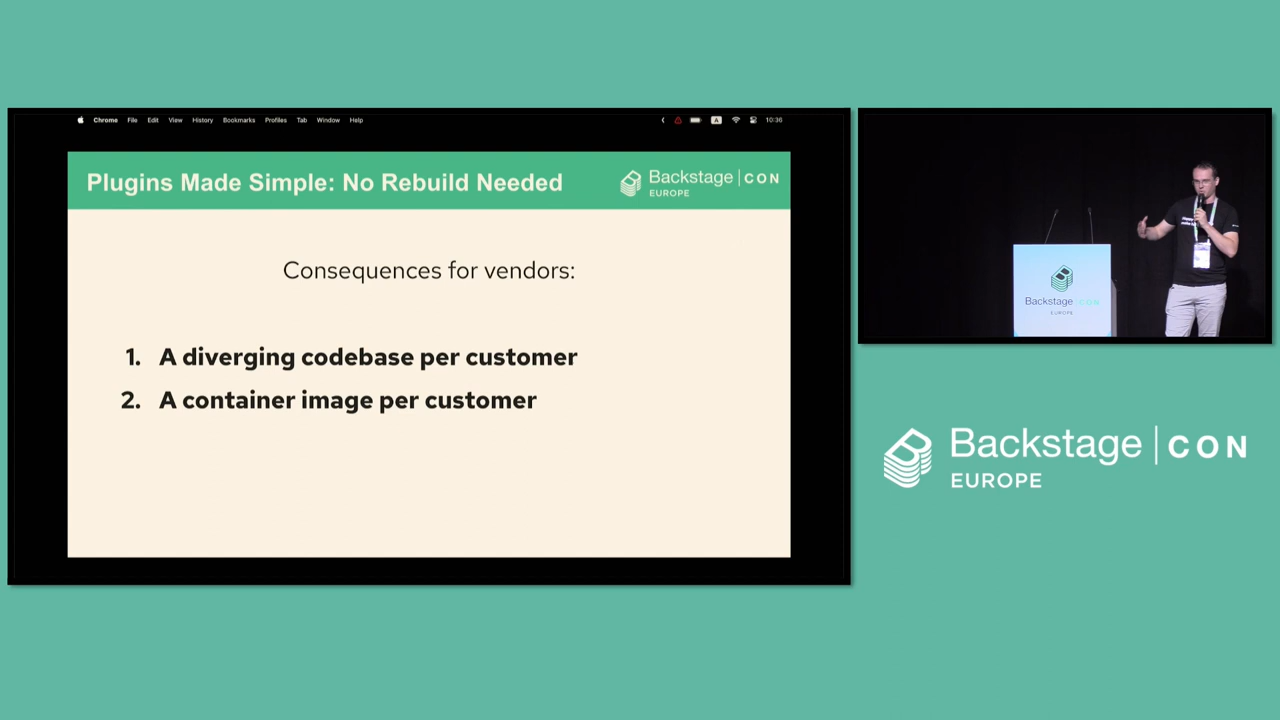 Chrome File Edit View History Bookmarks Profiles Tab Window Help
A
10:36
Plugins Made Simple: No Rebuild Needed
Backstage CON
EUROPE
Consequences for vendors:
1. A diverging codebase per customer
2. A container image per customer
Backstage CON
EUROPE
Backstage CON
EUROPE